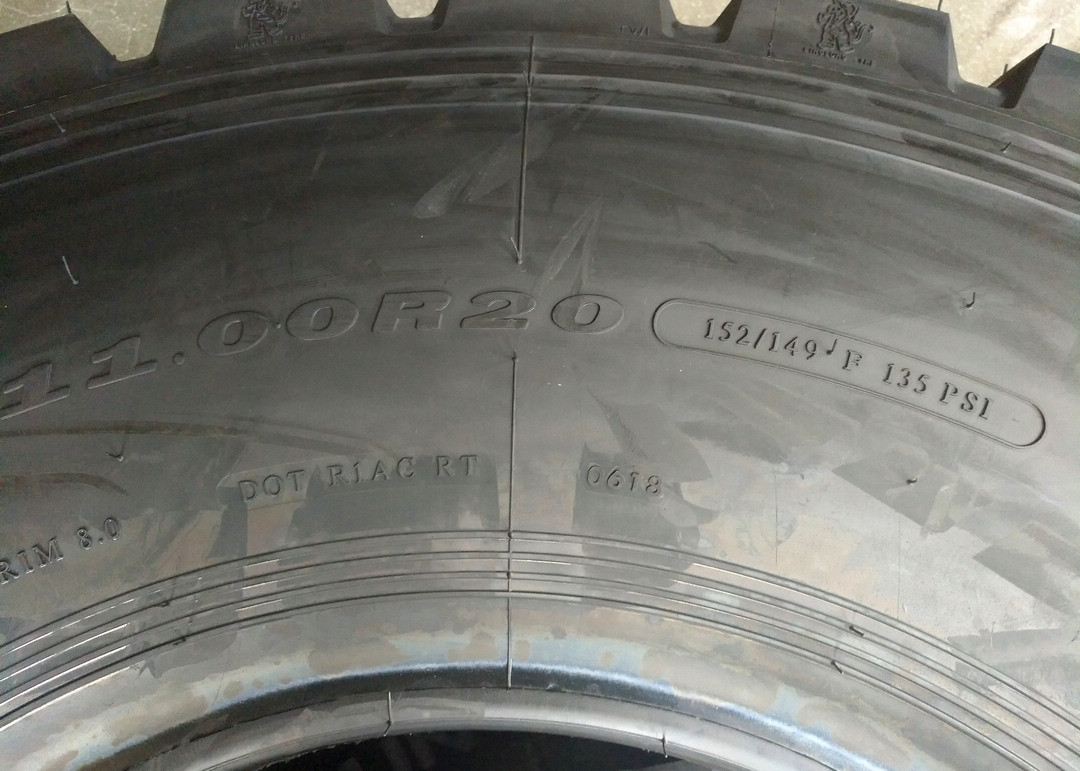 11.00R20
152/149 J F 135 PSI
DOT R1AC RT 0618
RIM 8.0